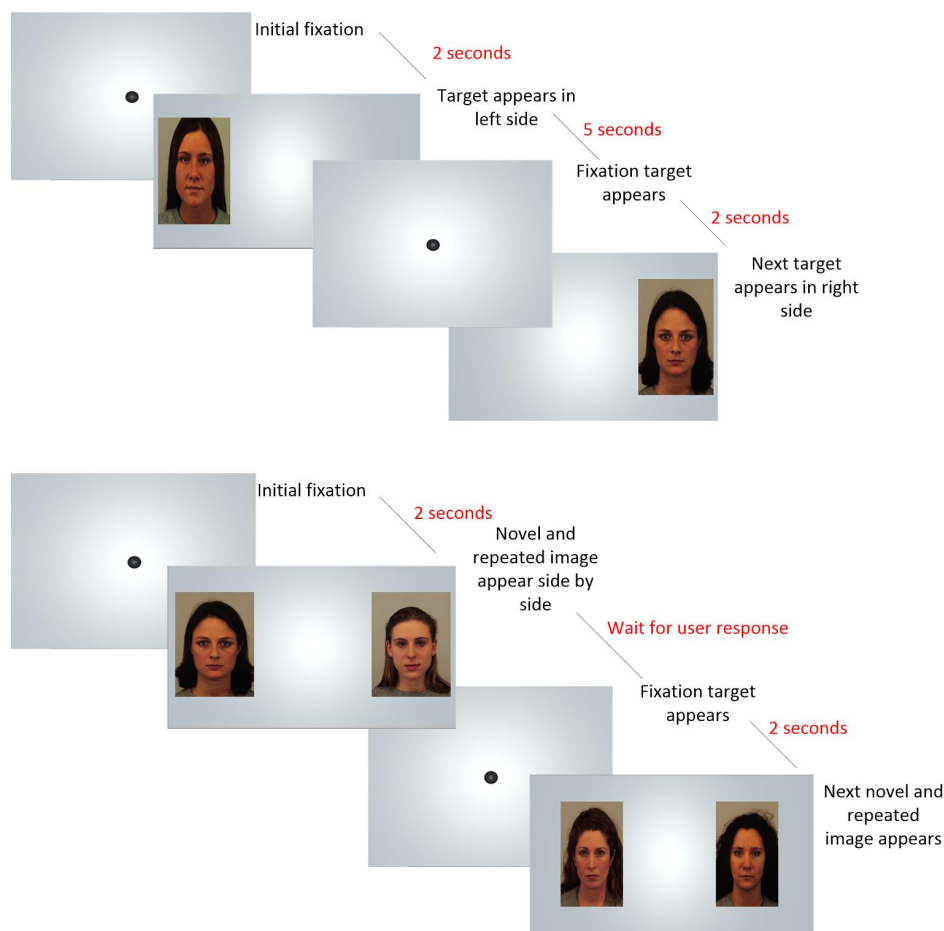 Initial fixation
2 seconds
Target appears in
left side
5 seconds
Fixation target
appears
2 seconds
Next target
appears in right
side
Initial fixation
2 seconds
Novel and
repeated image
appear side by
side
Wait for user response
Fixation target
appears
2 seconds
Next novel and
repeated
image appears